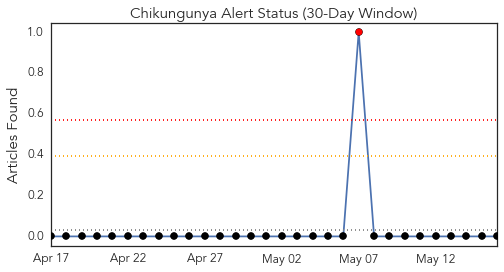 Chikungunya Alert Status (30-Day Window)
Articles Found
1.0
0.8
0.6
0.4
0.2
0.0
Apr 17 Apr 22 Apr 27 May 02 May 07 May 12